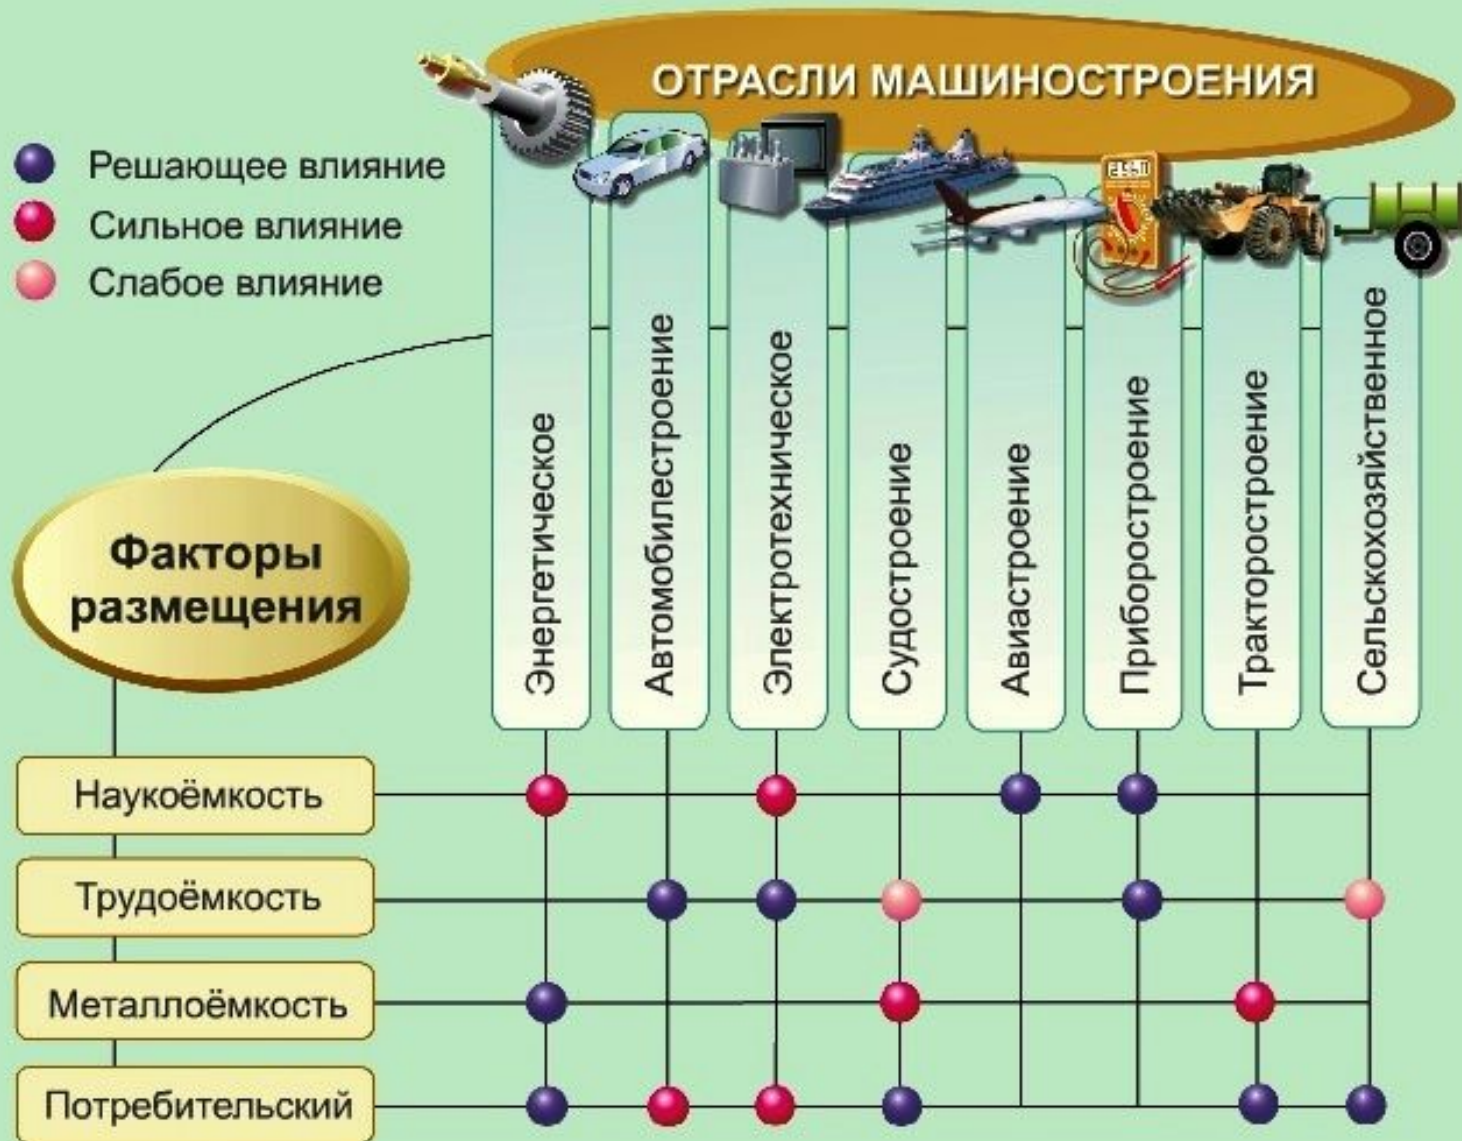 ОТРАСЛИ МАШИНОСТРОЕНИЯ
Решающее влияние
Сильное влияние
Слабое влияние
Энергетическое
Автомобилестроение
Электротехническое
Судостроение
Авиастроение
Приборостроение
Тракторостроение
Сельскохозяйственное
Факторы
размещения
Наукоёмкость
Трудоёмкость
Металлоёмкость
Потребительский